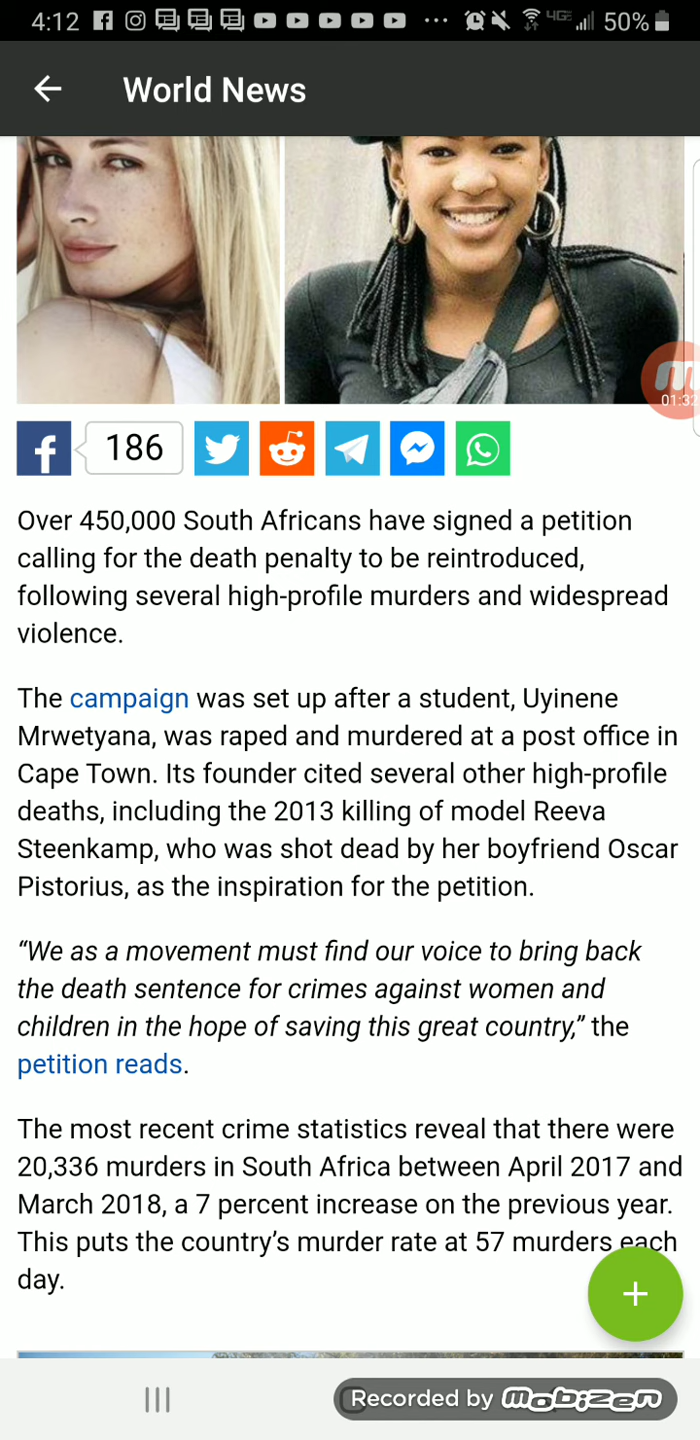 4:12 4GE 50%
World News
01:32
186
Over 450,000 South Africans have signed a petition
calling for the death penalty to be reintroduced,
following several high-profile murders and widespread
violence.
The campaign was set up after a student, Uyinene
Mrwetyana, was raped and murdered at a post office in
Cape Town. Its founder cited several other high-profile
deaths, including the 2013 killing of model Reeva
Steenkamp, who was shot dead by her boyfriend Oscar
Pistorius, as the inspiration for the petition.
“We as a movement must find our voice to bring back
the death sentence for crimes against women and
children in the hope of saving this great country,” the
petition reads.
The most recent crime statistics reveal that there were
20,336 murders in South Africa between April 2017 and
March 2018, a 7 percent increase on the previous year.
This puts the country’s murder rate at 57 murders each
day.
Recorded by mobizen